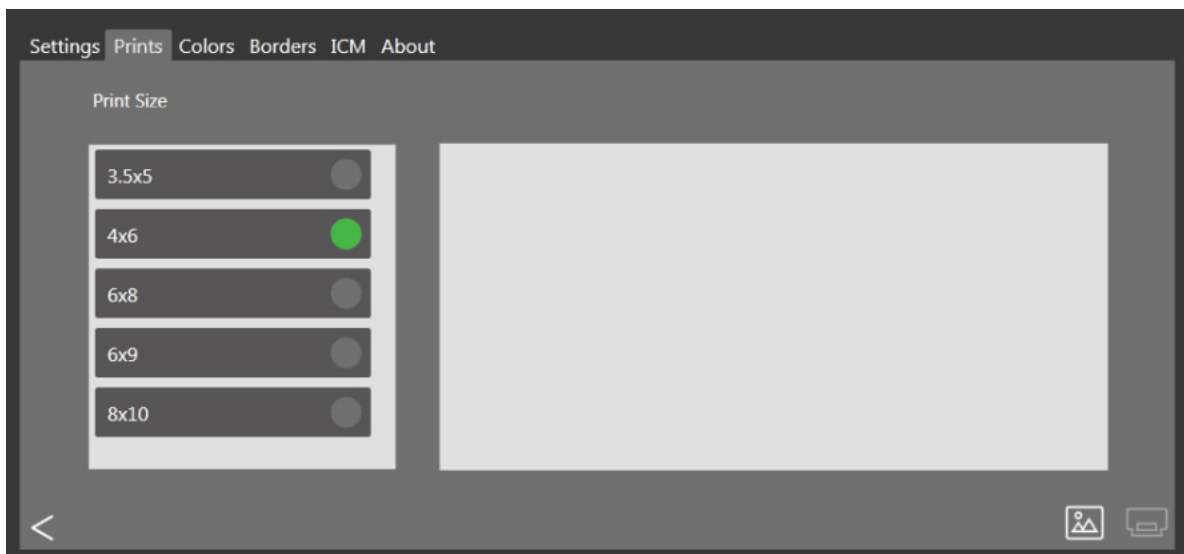 Settings Prints Colors Borders ICM About
Print Size
3.5x5
4x6
6x8
6x9
8x10